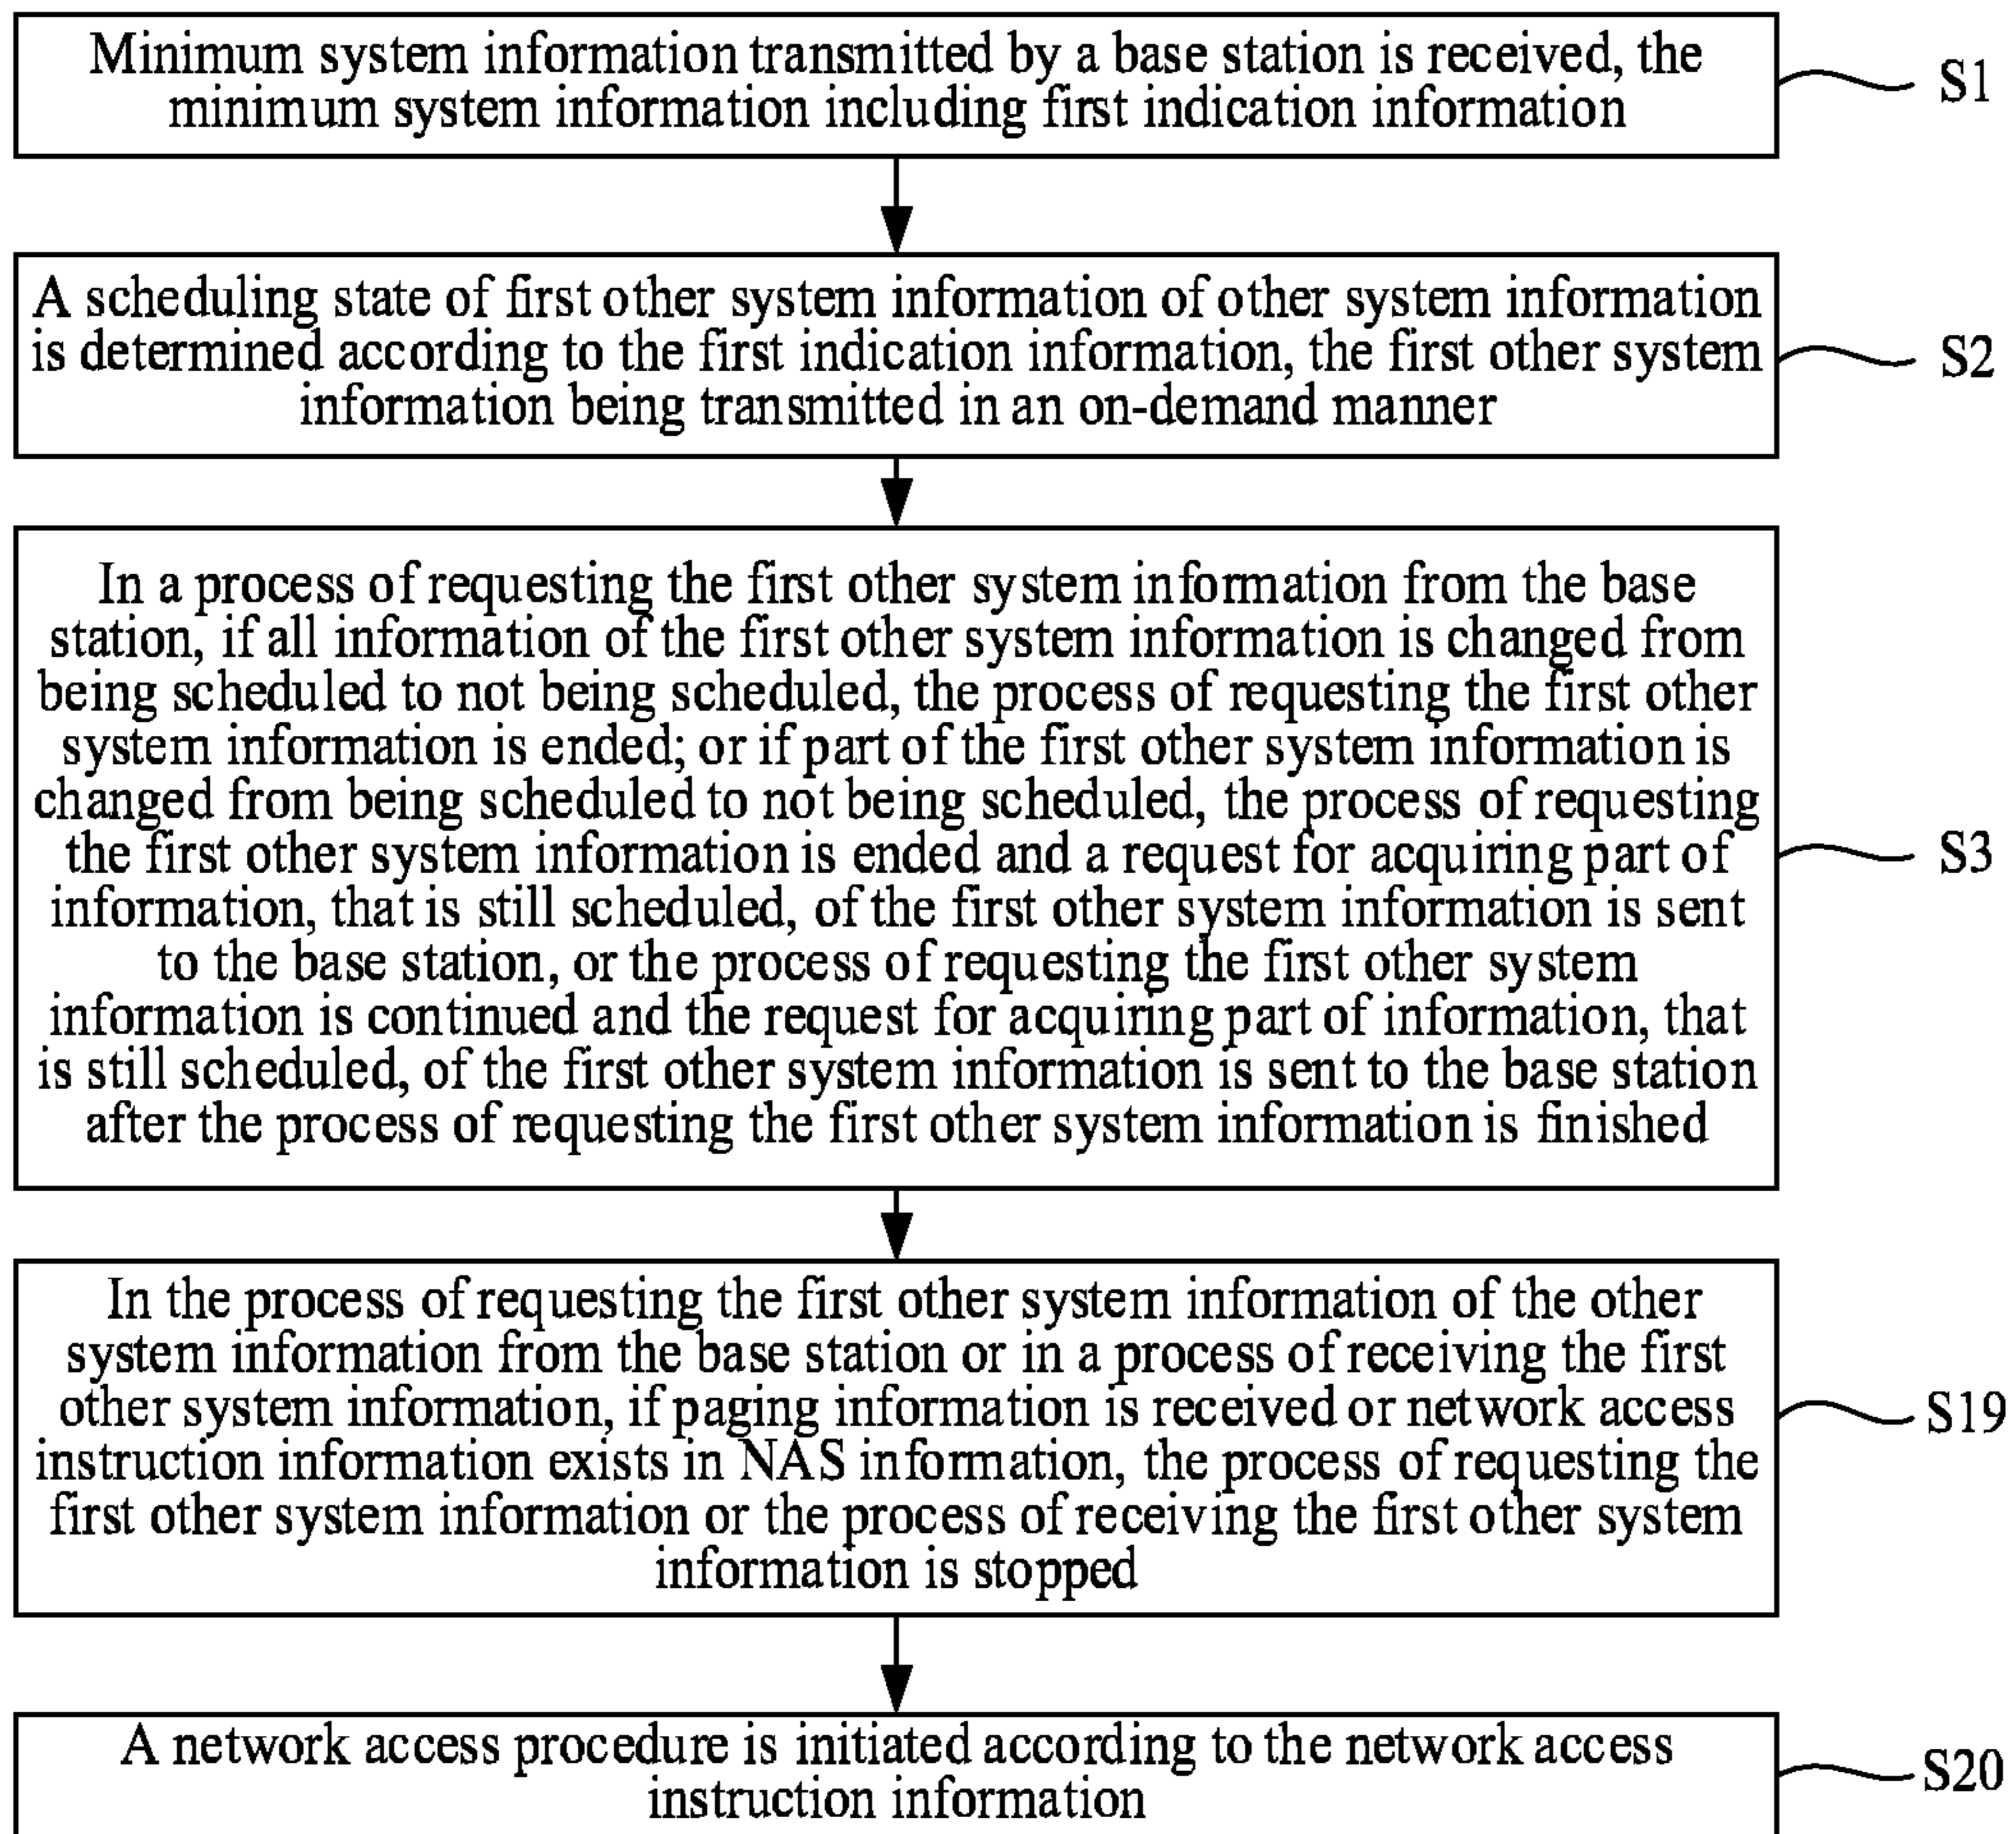 Minimum system information transmitted by a base station is received, the
minimum system information including first indication information
S1
A scheduling state of first other system information of other system information
is determined according to the first indication information, the first other system
information being transmitted in an on-demand manner
S2
In a process of requesting the first other system information from the base
station, if all information of the first other system information is changed from
being scheduled to not being scheduled, the process of requesting the first other
system information is ended; or if part of the first other system information is
changed from being scheduled to not being scheduled, the process of requesting
the first other system information is ended and a request for acquiring part of
information, that is still scheduled, of the first other system information is sent
to the base station, or the process of requesting the first other system
information is continued and the request for acquiring part of information, that
is still scheduled, of the first other system information is sent to the base station
after the process of requesting the first other system information is finished
S3
In the process of requesting the first other system information of the other
system information from the base station or in a process of receiving the first
other system information, if paging information is received or network access
instruction information exists in NAS information, the process of requesting the
first other system information or the process of receiving the first other system
information is stopped
S19
A network access procedure is initiated according to the network access
instruction information
S20